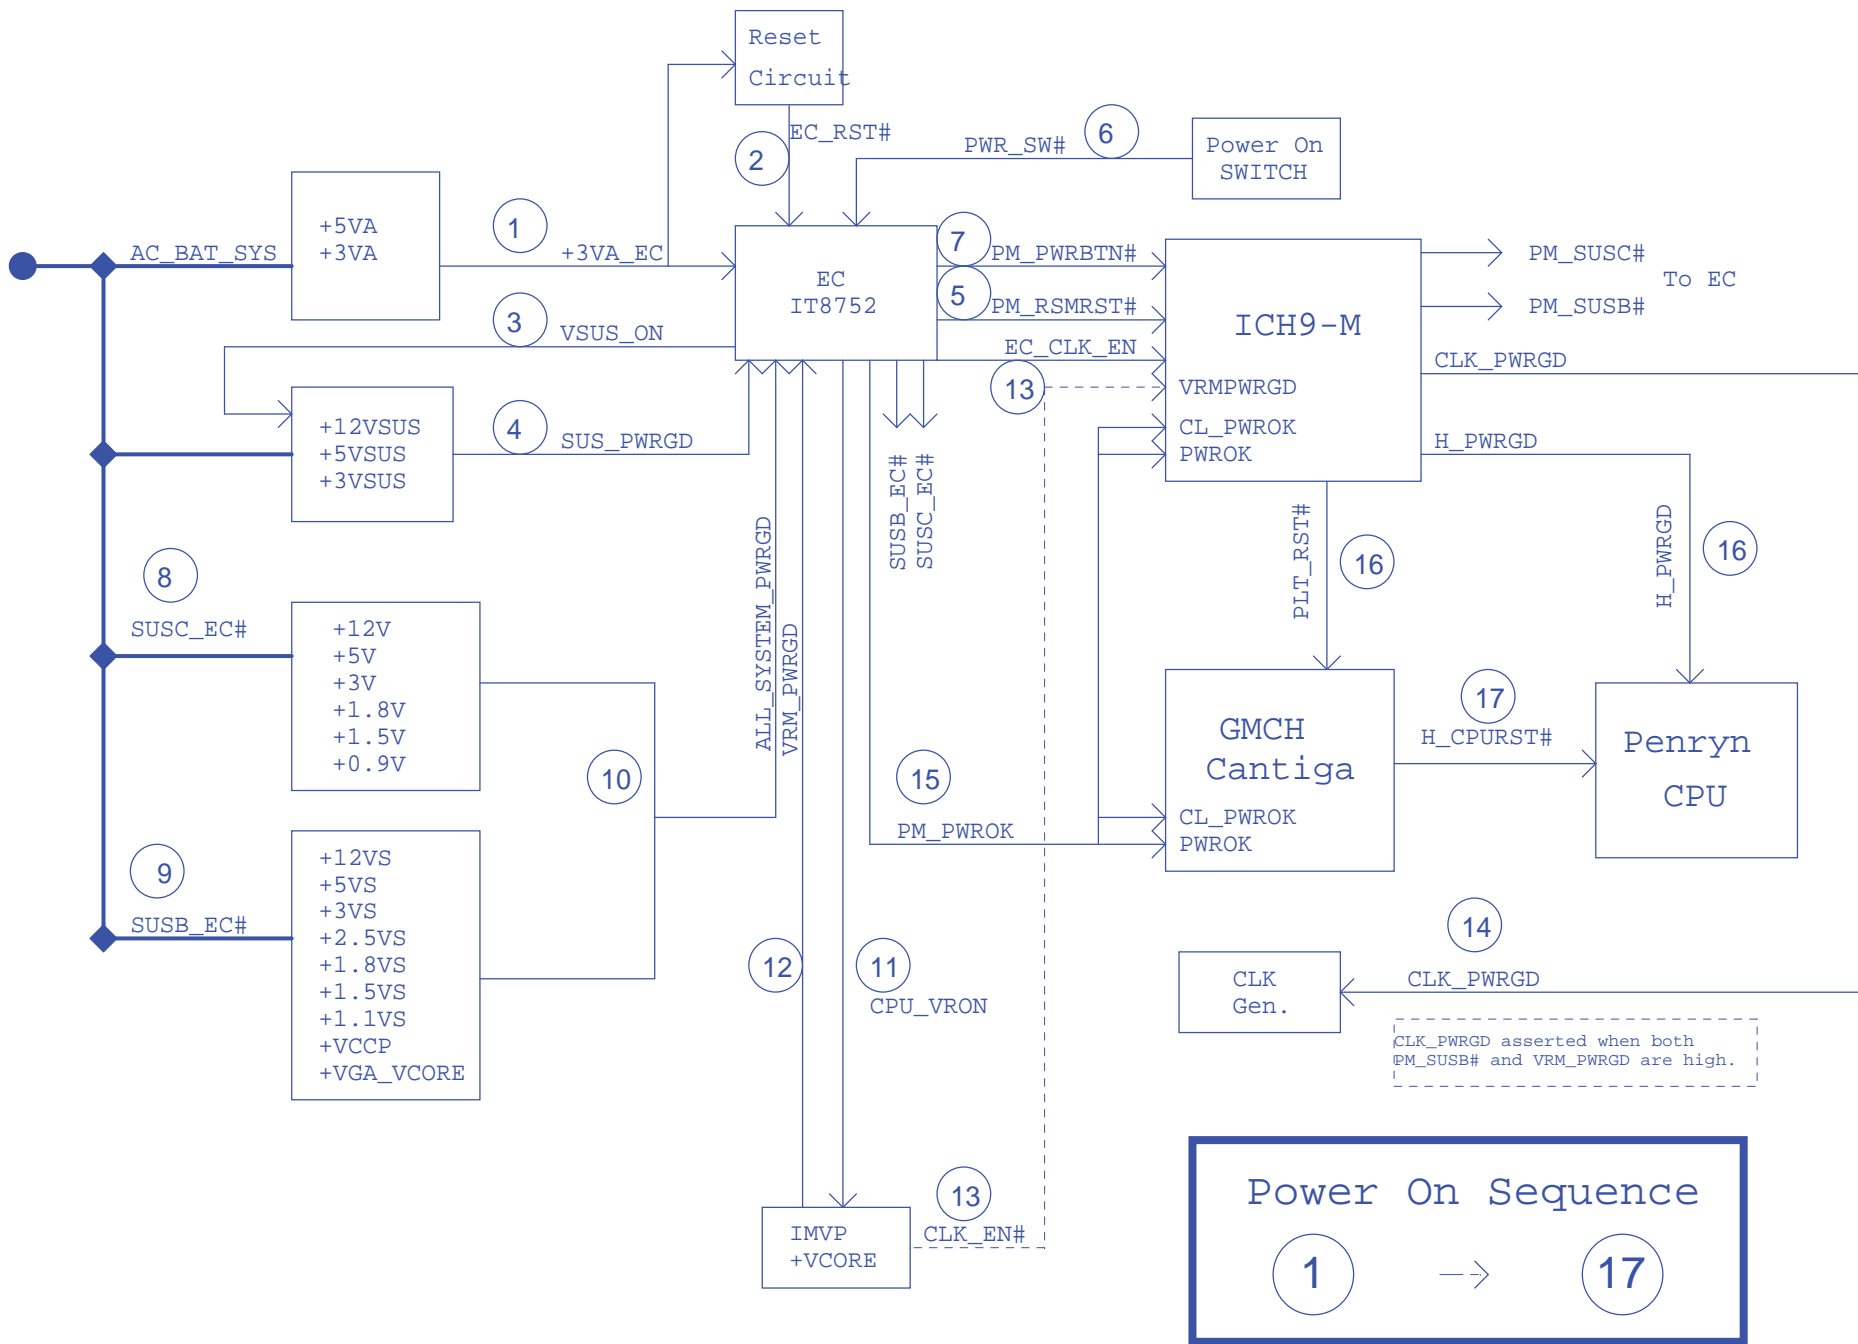 Reset
Circuit
EC_RST#
2
PWR_SW#
6
Power On
SWITCH
+5VA
+3VA
AC_BAT_SYS
1
+3VA_EC
EC
IT8752
7
PM_PWRBTN#
5
PM_RSMRST#
EC_CLK_EN
13
ICH9-M
VRMPWRGD
CL_PWROK
PWROK
PM_SUSC#
To EC
PM_SUSB#
CLK_PWRGD
H_PWRGD
3
VSUS_ON
+12VSUS
+5VSUS
+3VSUS
4
SUS_PWRGD
SUSB_EC#
SUSC_EC#
ALL_SYSTEM_PWRGD
VRM_PWRGD
PLT_RST#
16
H_PWRGD
16
8
SUSC_EC#
+12V
+5V
+3V
+1.8V
+1.5V
+0.9V
10
15
PM_PWROK
GMCH
Cantiga
CL_PWROK
PWROK
17
H_CPURST#
Penryn
CPU
9
SUSB_EC#
+12VS
+5VS
+3VS
+2.5VS
+1.8VS
+1.5VS
+1.1VS
+VCCP
+VGA_VCORE
12
11
CPU_VRON
14
CLK
Gen.
CLK_PWRGD
CLK_PWRGD asserted when both
PM_SUSB# and VRM_PWRGD are high.
IMVP
+VCORE
13
CLK_EN#
Power On Sequence
1
17